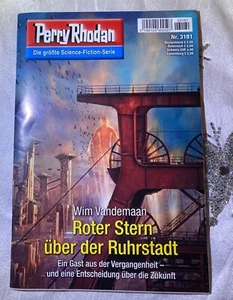 Perry Rhodan
Die größte Science-Fiction-Serie
Nr. 3181
Wim Vandemaan
Roter Stern
über der Ruhrstadt
Ein Gast aus der Vergangenheit –
und eine Entscheidung über die Zukunft